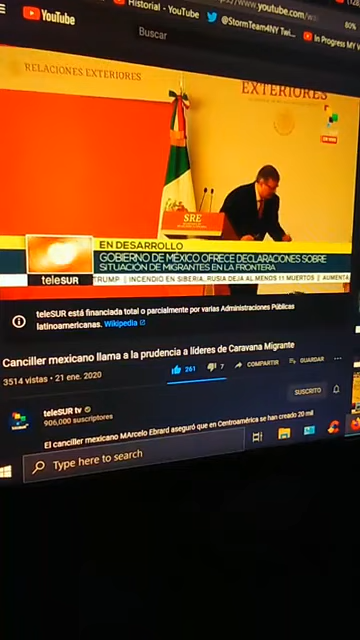 Historial - YouTube
@StormTeam4NY Twi...
www.youtube.com/w
In Progress M
YouTube
Buscar
80%
RELACIONES EXTERIORES
EXTERIORES
EN VIVO
SRE
EN DESARROLLO
GOBIERNO DE MÉXICO OFRECE DECLARACIONES SOBRE
SITUACIÓN DE MIGRANTES EN LA FRONTERA
teleSUR
TRUMP | INCENDIO EN SIBERIA, RUSIA DEJA AL MENOS 11 MUERTOS | AUMENTA
teleSUR está financiada total o parcialmente por varias Administraciones Públicas
latinoamericanas. Wikipedia
Canciller mexicano llama a la prudencia a líderes de Caravana Migrante
3514 vistas • 21 ene. 2020
261
7
COMPARTIR
GUARDAR
teleSUR tv
906,000 suscriptores
SUSCRITO
El canciller mexicano MArcelo Ebrard aseguró que en Centroamérica se han creado 20 mil
Type here to search